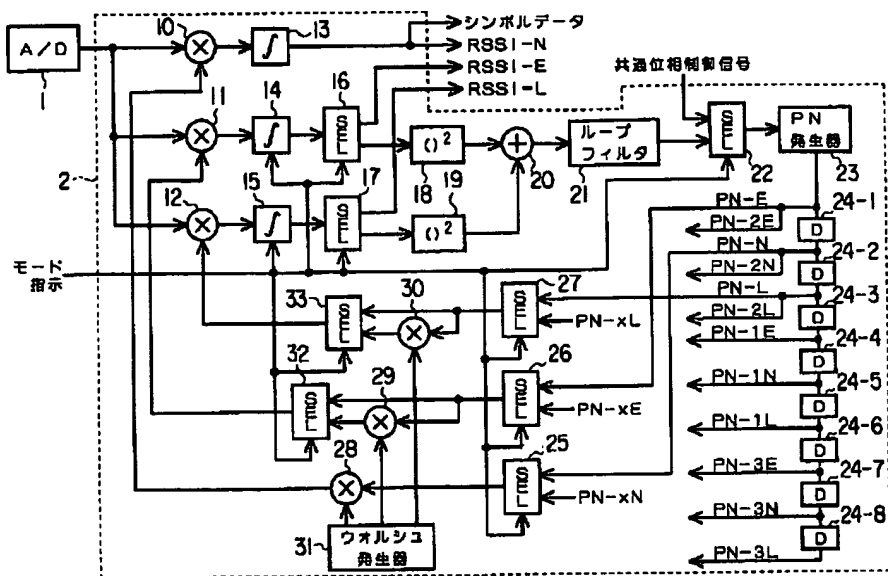 A/D
1
10
×
∫
13
シンボルデータ
RSSI-N
RSSI-E
RSSI-L
共通位相制御信号
11
×
14
∫
16
SEL
( )²
18
+
20
ループ
フィルタ
21
SEL
22
PN
発生器
23
2
12
×
15
∫
17
SEL
19
( )²
モード
指示
PN-E
PN-2E
PN-N
PN-2N
PN-L
PN-2L
PN-1E
PN-1N
PN-1L
PN-3E
PN-3N
PN-3L
24-1
D
24-2
D
24-3
D
24-4
D
24-5
D
24-6
D
24-7
D
24-8
D
33
SEL
30
×
27
SEL
PN-xL
32
SEL
29
×
26
SEL
PN-xE
28
×
25
SEL
PN-xN
31
ウォルシュ
発生器